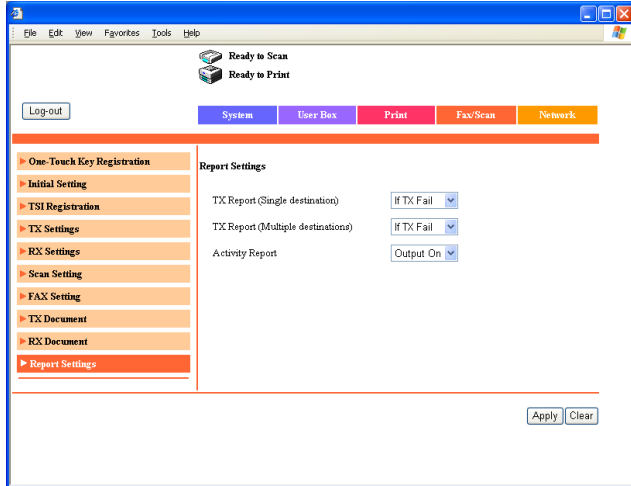 File Edit View Favorites Tools Help
Ready to Scan
Ready to Print
Log-out
System User Box Print Fax/Scan Network
One-Touch Key Registration
Initial Setting
TSI Registration
TX Settings
RX Settings
Scan Setting
FAX Setting
TX Document
RX Document
Report Settings
Report Settings
TX Report (Single destination) If TX Fail
TX Report (Multiple destinations) If TX Fail
Activity Report Output On
Apply Clear